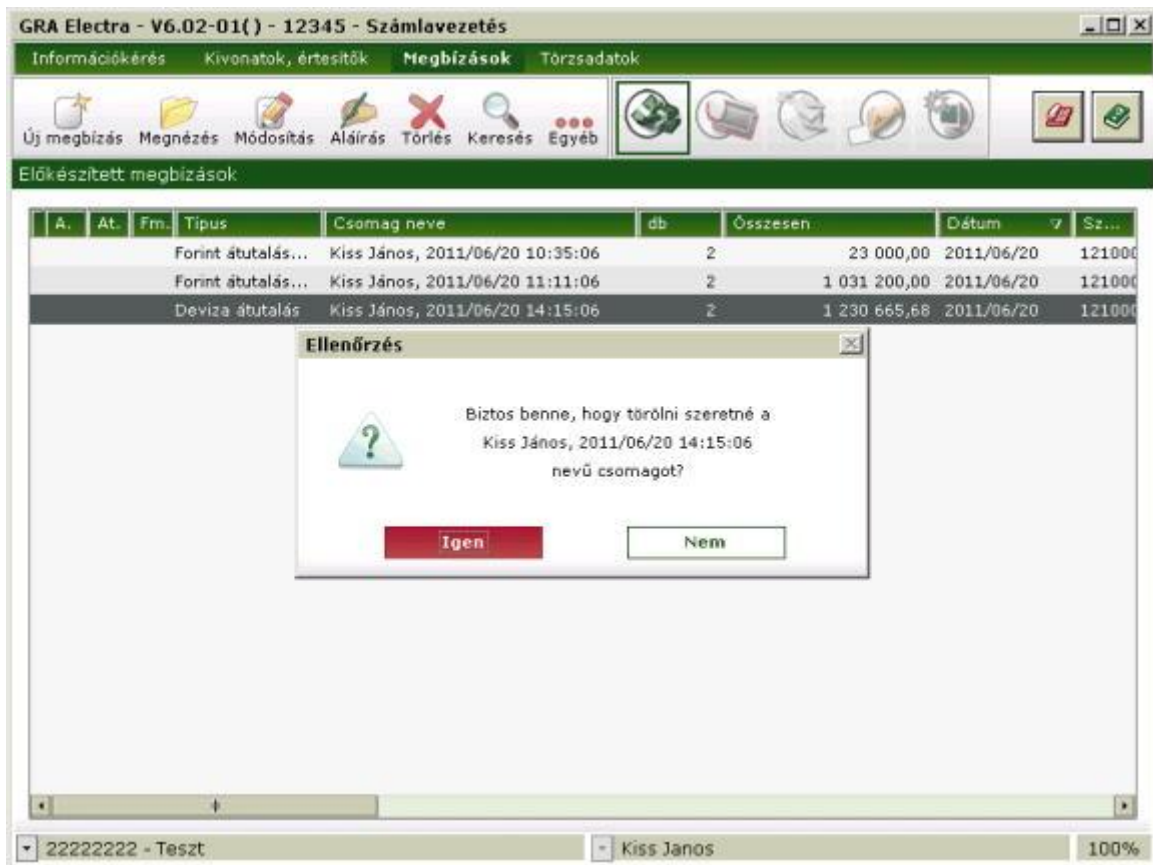 GRA Electra - V6.02-01( ) - 12345 - Számlavezetés
Információkérés Kivonatok, értesítők Megbízások Törzsadatok
Új megbízás Megnézés Módosítás Aláírás Törlés Keresés Egyéb
Előkészített megbízások
A. At. Fm. Típus Csomag neve db Összesen Dátum Sz...
Forint átutalás... Kiss János, 2011/06/20 10:35:06 2 23 000,00 2011/06/20 121000
Forint átutalás... Kiss János, 2011/06/20 11:11:06 2 1 031 200,00 2011/06/20 121000
Deviza átutalás Kiss János, 2011/06/20 14:15:06 2 1 230 665,68 2011/06/20 121000
Ellenőrzés
Biztos benne, hogy törölni szeretné a
Kiss János, 2011/06/20 14:15:06
nevű csomagot?
Igen Nem
22222222 - Teszt Kiss Janos 100%